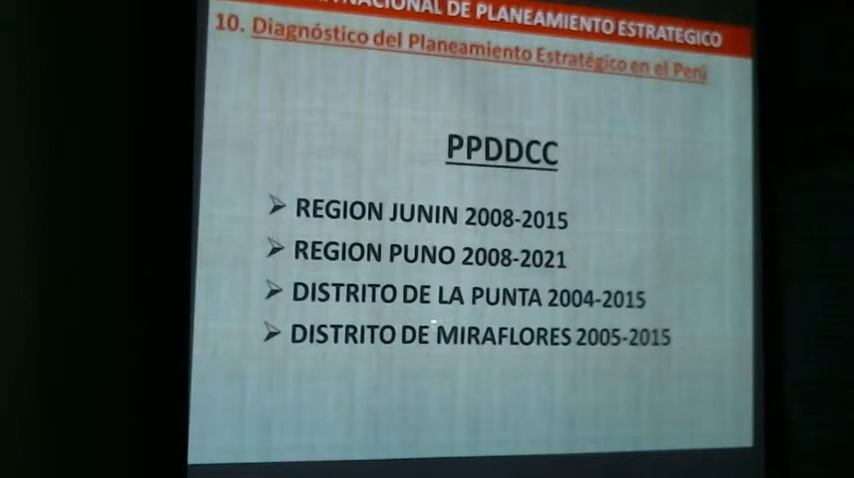 NACIONAL DE PLANEAMIENTO ESTRATEGICO
10. Diagnóstico del Planeamiento Estratégico en el Perú
PPDDCC
➢ REGION JUNIN 2008-2015
➢ REGION PUNO 2008-2021
➢ DISTRITO DE LA PUNTA 2004-2015
➢ DISTRITO DE MIRAFLORES 2005-2015